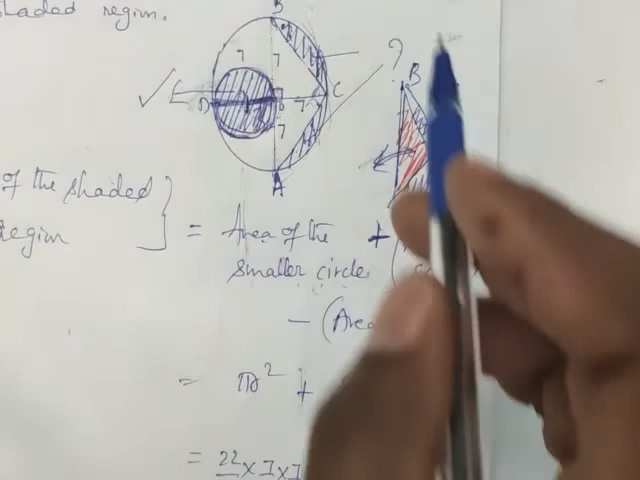 shaded region.
B
?
7 7
B
D 7 C
7
A
of the shaded
Region = Area of the +
smaller circle
- (Area
= πr² +
= 22 × 7 × 7